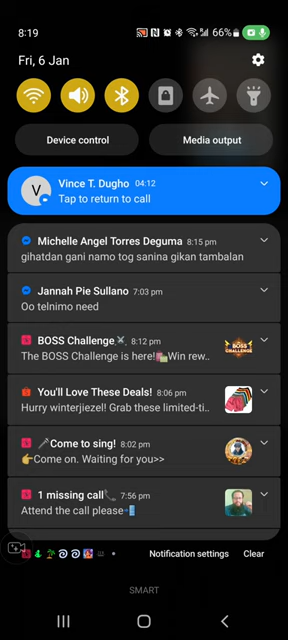 8:19
66%
Fri, 6 Jan
Device control
Media output
V
Vince T. Dugho 04:12
Tap to return to call
Michelle Angel Torres Deguma 8:15 pm
gihatdan gani namo tog sanina gikan tambalan
Jannah Pie Sullano 7:03 pm
Oo telnimo need
BOSS Challenge⚔️ 8:12 pm
The BOSS Challenge is here!🛍️Win rew..
BOSS CHALLENGE
You'll Love These Deals! 8:06 pm
Hurry winterjiezel! Grab these limited-ti..
🎤Come to sing! 8:02 pm
👉Come on. Waiting for you>>
1 missing call📞 7:56 pm
Attend the call please📲
Notification settings
Clear
SMART